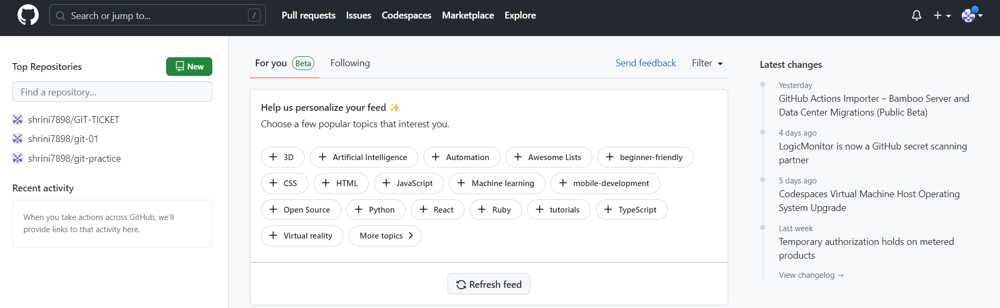 Search or jump to... /
Pull requests Issues Codespaces Marketplace Explore
Top Repositories
New
Find a repository...
shrini7898/GIT-TICKET
shrini7898/git-01
shrini7898/git-practice
Recent activity
When you take actions across GitHub, we'll
provide links to that activity here.
For you Beta Following
Send feedback Filter
Help us personalize your feed ✨
Choose a few popular topics that interest you.
+ 3D + Artificial Intelligence + Automation + Awesome Lists + beginner-friendly
+ CSS + HTML + JavaScript + Machine learning + mobile-development
+ Open Source + Python + React + Ruby + tutorials + TypeScript
+ Virtual reality More topics >
Refresh feed
Latest changes
Yesterday
GitHub Actions Importer – Bamboo Server and
Data Center Migrations (Public Beta)
4 days ago
LogicMonitor is now a GitHub secret scanning
partner
5 days ago
Codespaces Virtual Machine Host Operating
System Upgrade
Last week
Temporary authorization holds on metered
products
View changelog →